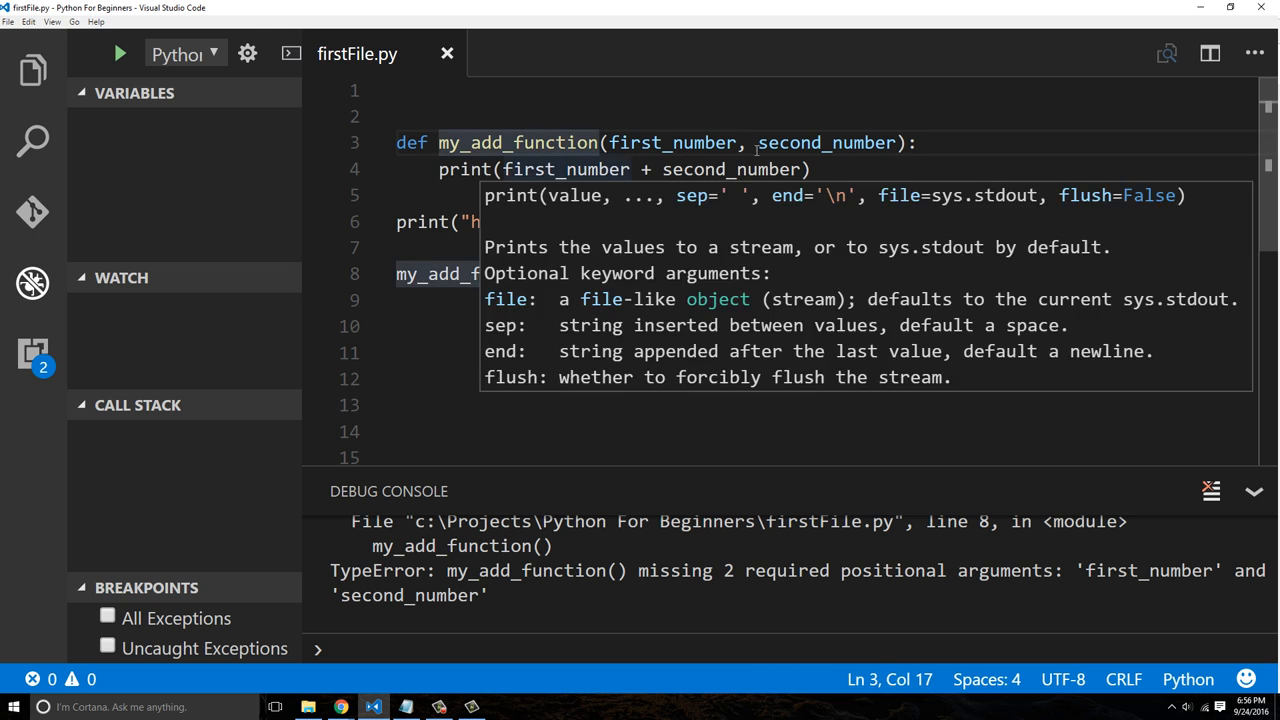 firstFile.py - Python For Beginners - Visual Studio Code
File Edit View Go Help
Pythor
firstFile.py
VARIABLES
WATCH
CALL STACK
BREAKPOINTS
All Exceptions
Uncaught Exceptions
2
1
2
3 def my_add_function(first_number, second_number):
4 print(first_number + second_number)
5
6 print("h
7
8 my_add_f
9
10
11
12
13
14
15
print(value, ..., sep=' ', end='\n', file=sys.stdout, flush=False)
Prints the values to a stream, or to sys.stdout by default.
Optional keyword arguments:
file: a file-like object (stream); defaults to the current sys.stdout.
sep: string inserted between values, default a space.
end: string appended after the last value, default a newline.
flush: whether to forcibly flush the stream.
DEBUG CONSOLE
File "c:\Projects\Python For Beginners\firstFile.py", line 8, in <module>
my_add_function()
TypeError: my_add_function() missing 2 required positional arguments: 'first_number' and
'second_number'
0 0
Ln 3, Col 17 Spaces: 4 UTF-8 CRLF Python
I'm Cortana. Ask me anything.
6:56 PM
9/24/2016